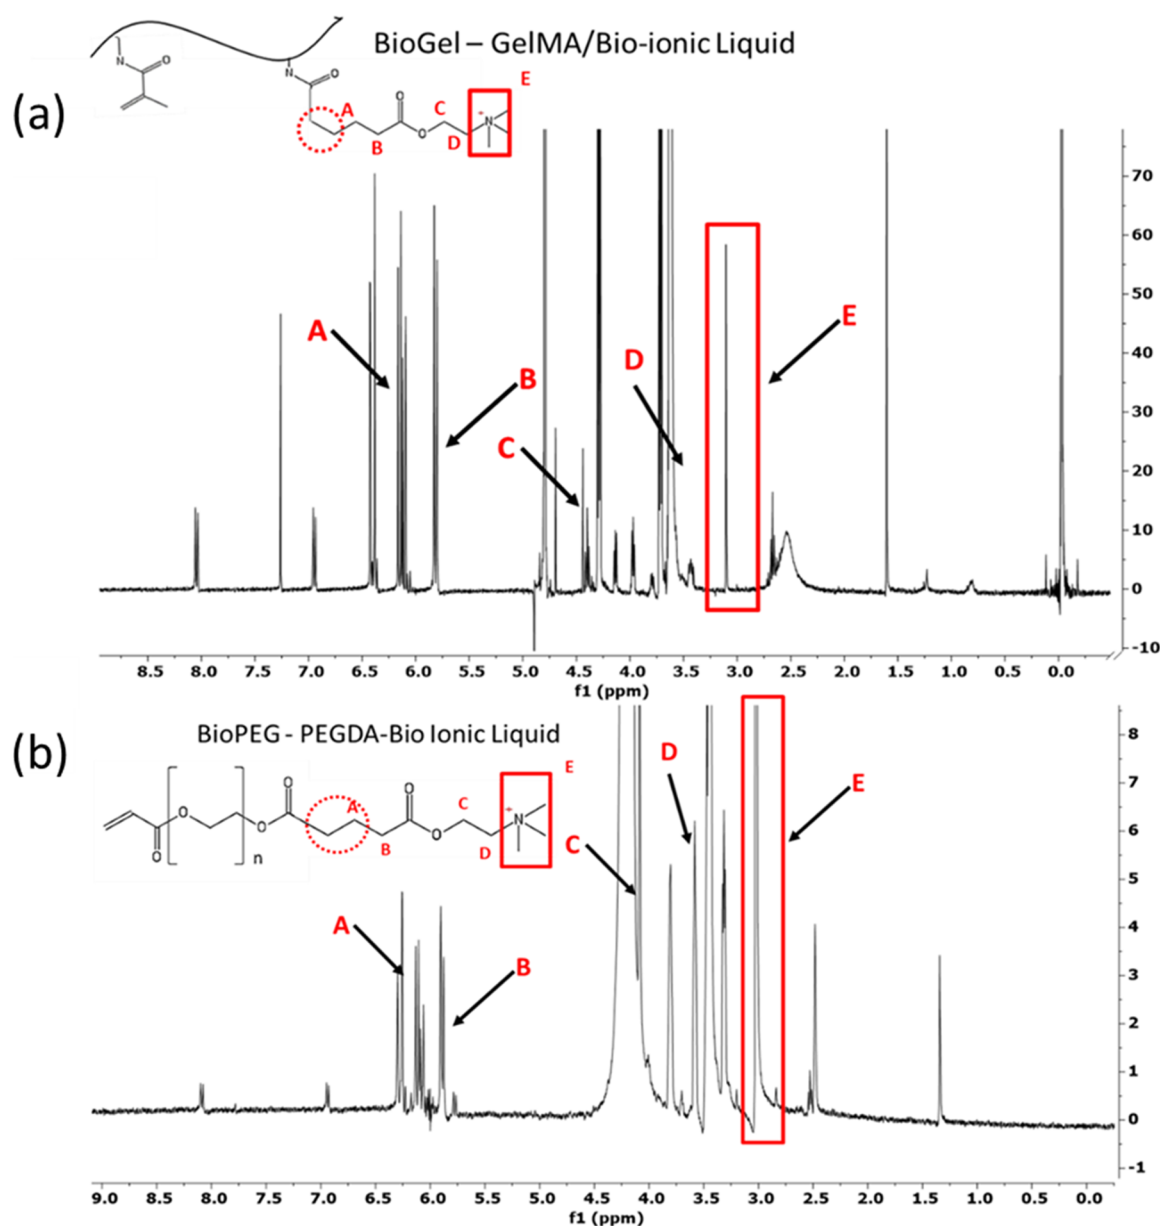 BioGel – GelMA/Bio-ionic Liquid
(a)
N
O
N
O
A
B
O
O
C
D
+
N
E
A
B
C
D
E
70
60
50
40
30
20
10
0
-10
8.5 8.0 7.5 7.0 6.5 6.0 5.5 5.0 4.5 4.0 3.5 3.0 2.5 2.0 1.5 1.0 0.5 0.0
f1 (ppm)
(b)
BioPEG - PEGDA-Bio Ionic Liquid
O
O
n
O
O
A
B
O
O
C
D
+
N
E
A
B
C
D
E
8
7
6
5
4
3
2
1
0
-1
9.0 8.5 8.0 7.5 7.0 6.5 6.0 5.5 5.0 4.5 4.0 3.5 3.0 2.5 2.0 1.5 1.0 0.5 0.0
f1 (ppm)